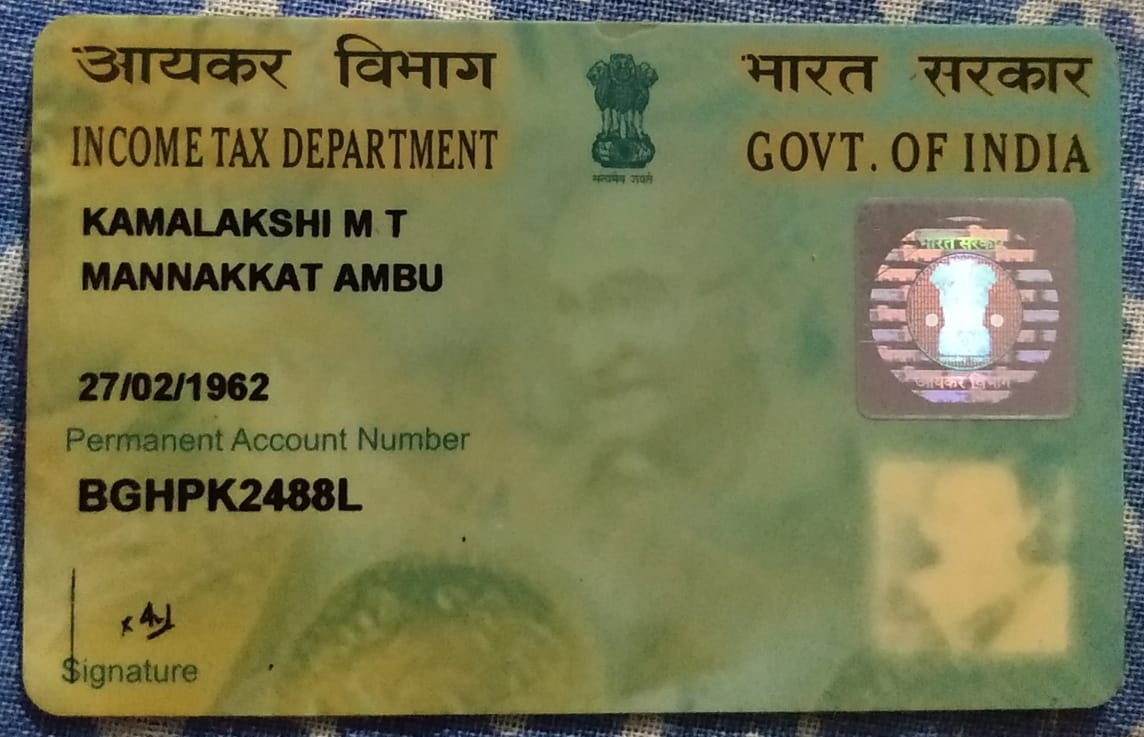 आयकर विभाग
भारत सरकार
INCOME TAX DEPARTMENT
GOVT. OF INDIA
सत्यमेव जयते
KAMALAKSHI M T
MANNAKKAT AMBU
भारत सरकार
आयकर विभाग
27/02/1962
Permanent Account Number
BGHPK2488L
Signature